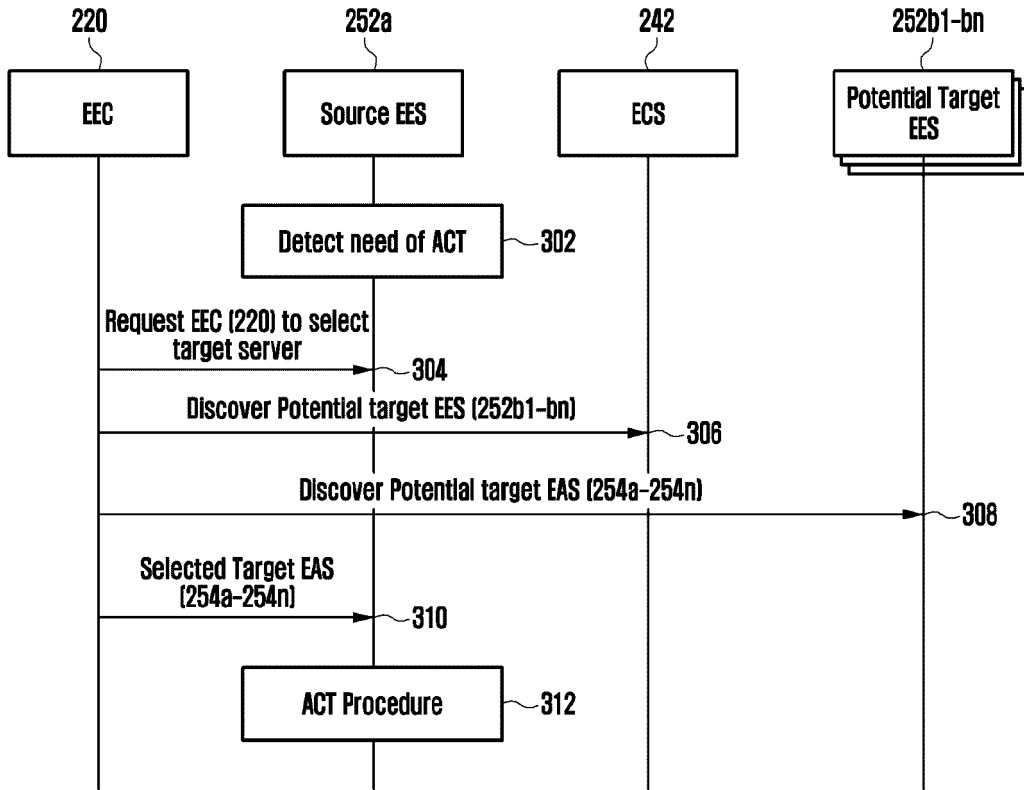 220
252a
242
252b1-bn
EEC
Source EES
ECS
Potential Target
EES
Detect need of ACT
302
Request EEC (220) to select
target server
304
Discover Potential target EES (252b1-bn)
306
Discover Potential target EAS (254a-254n)
308
Selected Target EAS
(254a-254n)
310
ACT Procedure
312